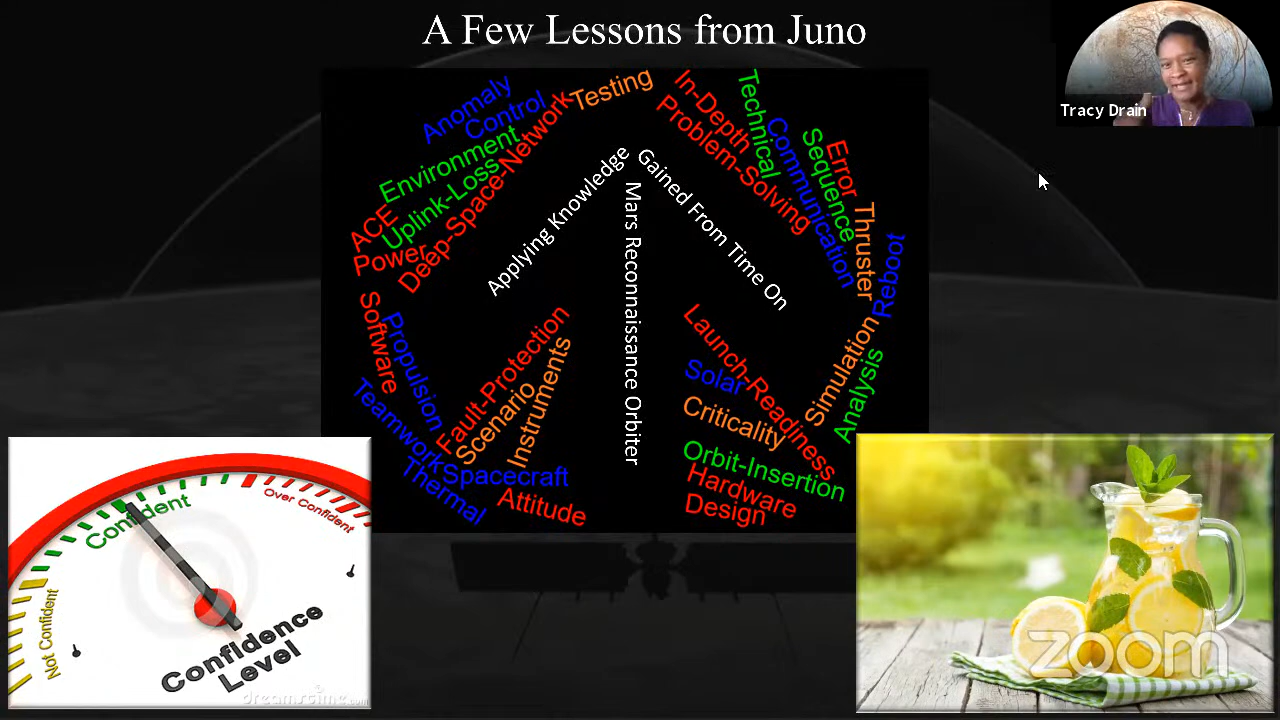 A Few Lessons from Juno
Tracy Drain
Anomaly
Control
Testing
Environment
Uplink-Loss
Deep-Space-Network
ACE
Power
In-Depth
Problem-Solving
Technical
Communication
Sequence
Error
Thruster
Reboot
Applying Knowledge
Gained From Time On
Mars Reconnaissance Orbiter
Software
Propulsion
Teamwork
Thermal
Fault-Protection
Scenario
Instruments
Spacecraft
Attitude
Launch-Readiness
Solar
Criticality
Orbit-Insertion
Hardware
Design
Simulation
Analysis
Not Confident
Confident
Over Confident
Confidence
Level
dreamstime.com
zoom